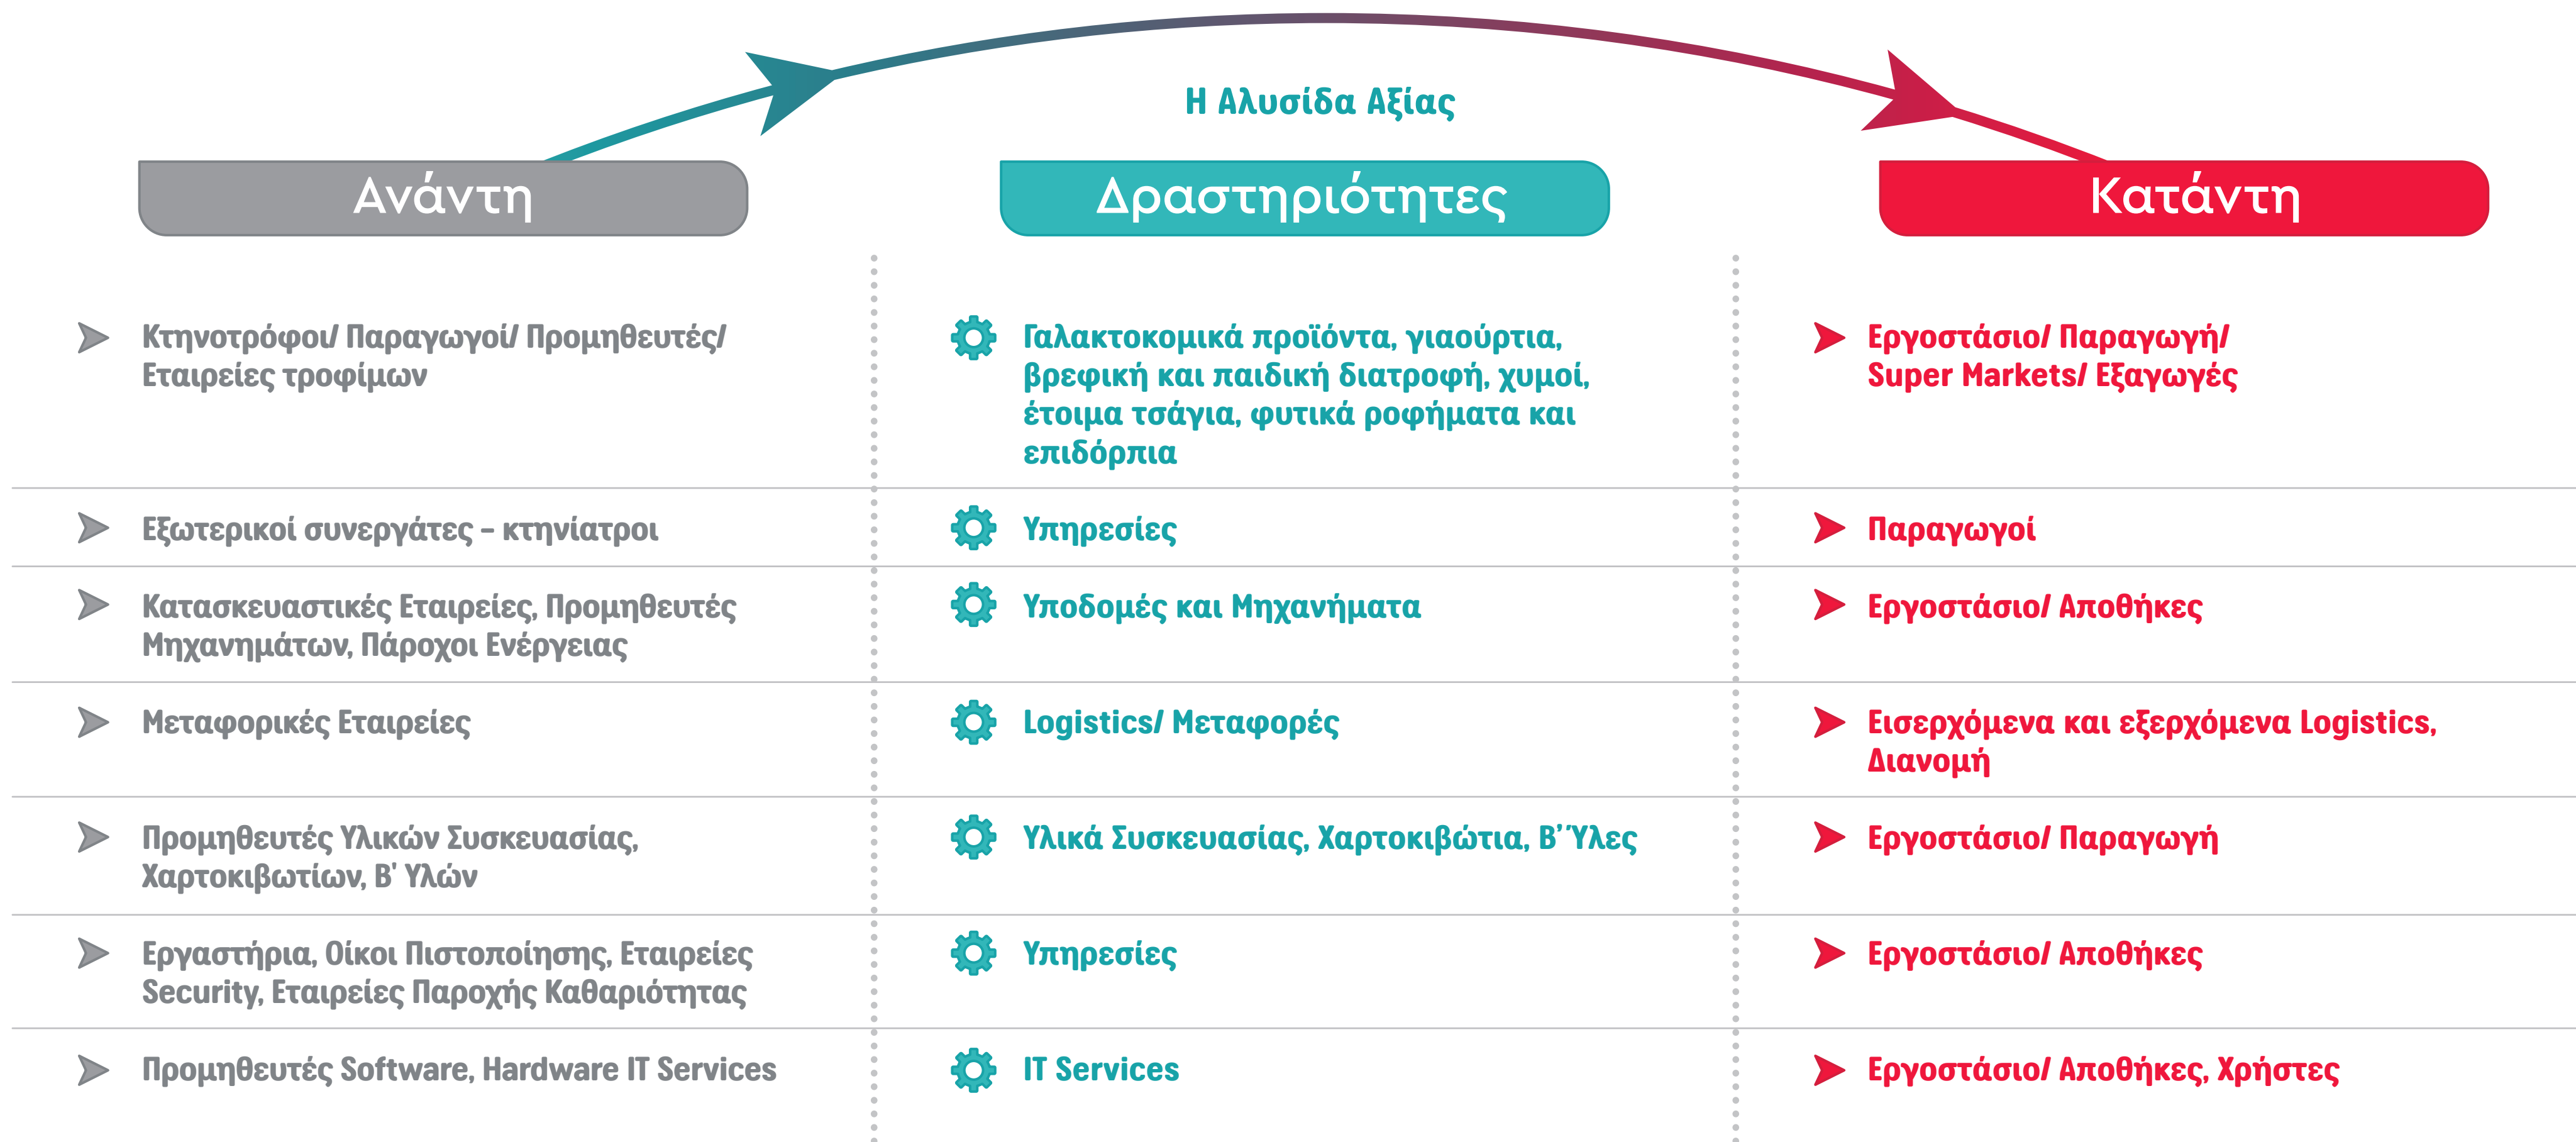 Η Αλυσίδα Αξίας
Ανάντη
Δραστηριότητες
Κατάντη
Κτηνοτρόφοι/ Παραγωγοί/ Προμηθευτές/
Εταιρείες τροφίμων
Γαλακτοκομικά προϊόντα, γιαούρτια,
βρεφική και παιδική διατροφή, χυμοί,
έτοιμα τσάγια, φυτικά ροφήματα και
επιδόρπια
Εργοστάσιο/ Παραγωγή/
Super Markets/ Εξαγωγές
Εξωτερικοί συνεργάτες – κτηνίατροι
Υπηρεσίες
Παραγωγοί
Κατασκευαστικές Εταιρείες, Προμηθευτές
Μηχανημάτων, Πάροχοι Ενέργειας
Υποδομές και Μηχανήματα
Εργοστάσιο/ Αποθήκες
Μεταφορικές Εταιρείες
Logistics/ Μεταφορές
Εισερχόμενα και εξερχόμενα Logistics,
Διανομή
Προμηθευτές Υλικών Συσκευασίας,
Χαρτοκιβωτίων, Β' Υλών
Υλικά Συσκευασίας, Χαρτοκιβώτια, Β’ Ύλες
Εργοστάσιο/ Παραγωγή
Εργαστήρια, Οίκοι Πιστοποίησης, Εταιρείες
Security, Εταιρείες Παροχής Καθαριότητας
Υπηρεσίες
Εργοστάσιο/ Αποθήκες
Προμηθευτές Software, Hardware IT Services
IT Services
Εργοστάσιο/ Αποθήκες, Χρήστες